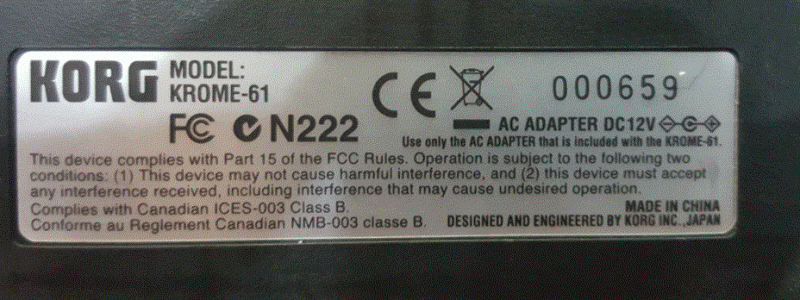 KORG MODEL:
KROME-61
000659
FC N222
AC ADAPTER DC12V
Use only the AC ADAPTER that is included with the KROME-61.
This device complies with Part 15 of the FCC Rules. Operation is subject to the following two
conditions: (1) This device may not cause harmful interference, and (2) this device must accept
any interference received, including interference that may cause undesired operation.
Complies with Canadian ICES-003 Class B.
Conforme au Reglement Canadian NMB-003 classe B.
MADE IN CHINA
DESIGNED AND ENGINEERED BY KORG INC.,JAPAN